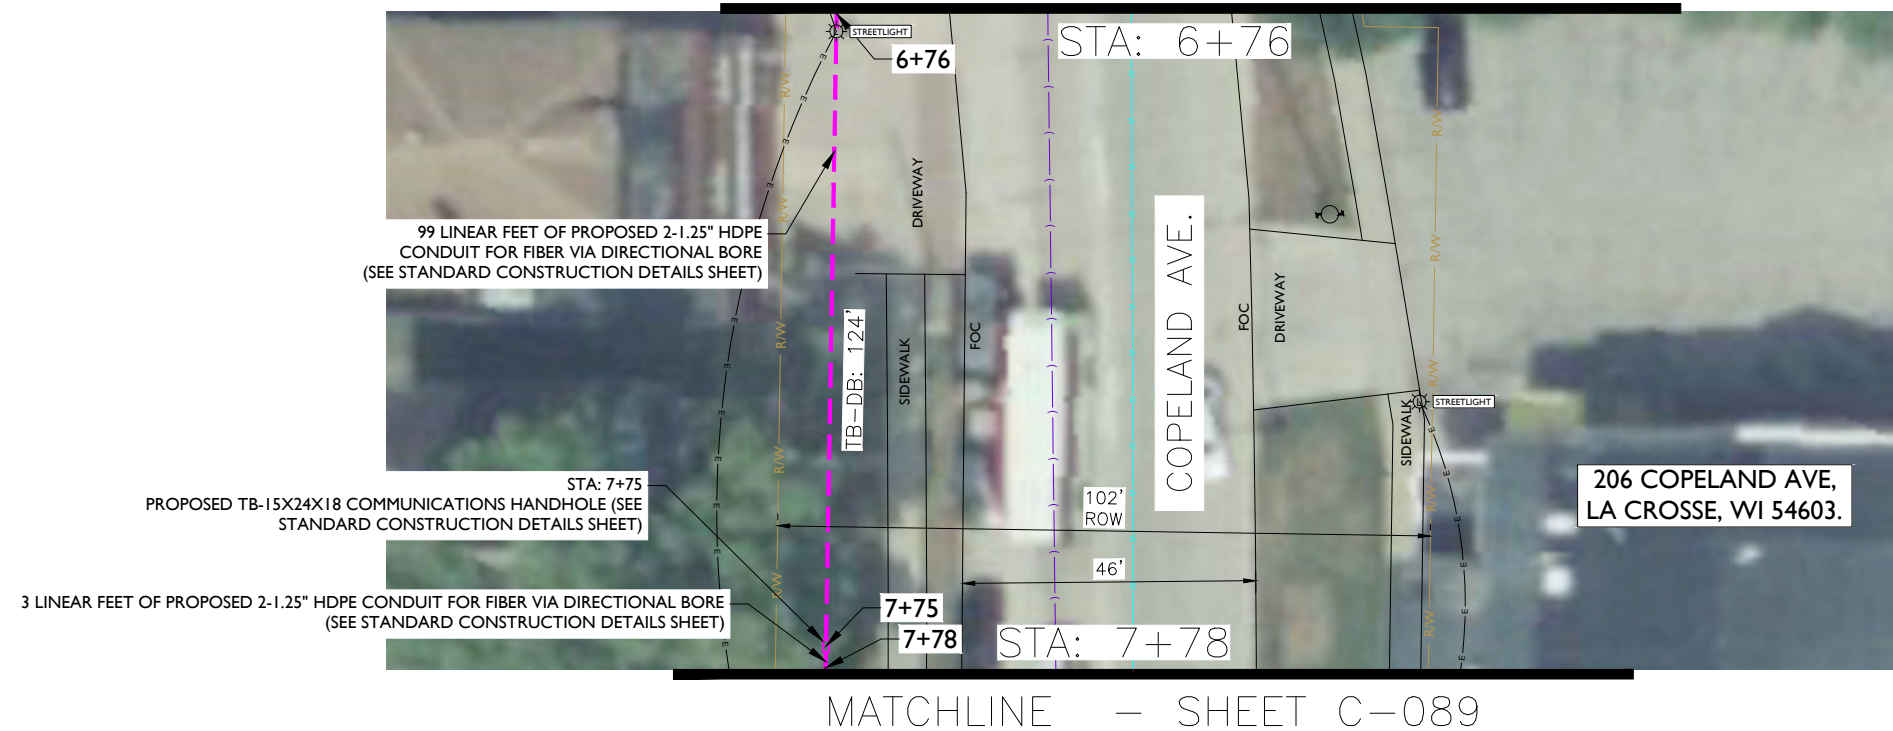 STREETLIGHT
6+76
STA: 6+76
R/W
R/W
DRIVEWAY
99 LINEAR FEET OF PROPOSED 2-1.25" HDPE
CONDUIT FOR FIBER VIA DIRECTIONAL BORE
(SEE STANDARD CONSTRUCTION DETAILS SHEET)
R/W
R/W
COPELAND AVE.
FOC
DRIVEWAY
TB-DB: 124'
SIDEWALK
FOC
R/W
R/W
STREETLIGHT
SIDEWALK
R/W
206 COPELAND AVE,
LA CROSSE, WI 54603.
STA: 7+75
PROPOSED TB-15X24X18 COMMUNICATIONS HANDHOLE (SEE
STANDARD CONSTRUCTION DETAILS SHEET)
R/W
R/W
102'
ROW
46'
3 LINEAR FEET OF PROPOSED 2-1.25" HDPE CONDUIT FOR FIBER VIA DIRECTIONAL BORE
(SEE STANDARD CONSTRUCTION DETAILS SHEET)
R/W
7+75
7+78
STA: 7+78
R/W
MATCHLINE - SHEET C-089